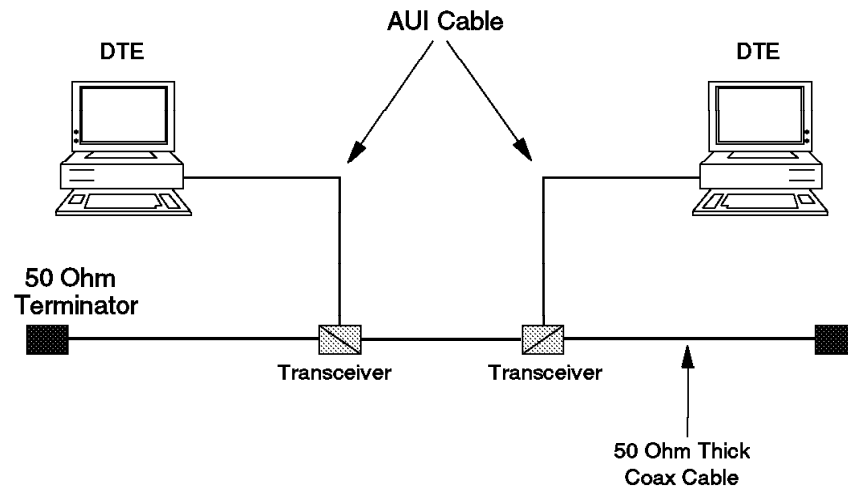 AUI Cable
DTE
DTE
50 Ohm
Terminator
Transceiver
Transceiver
50 Ohm Thick
Coax Cable